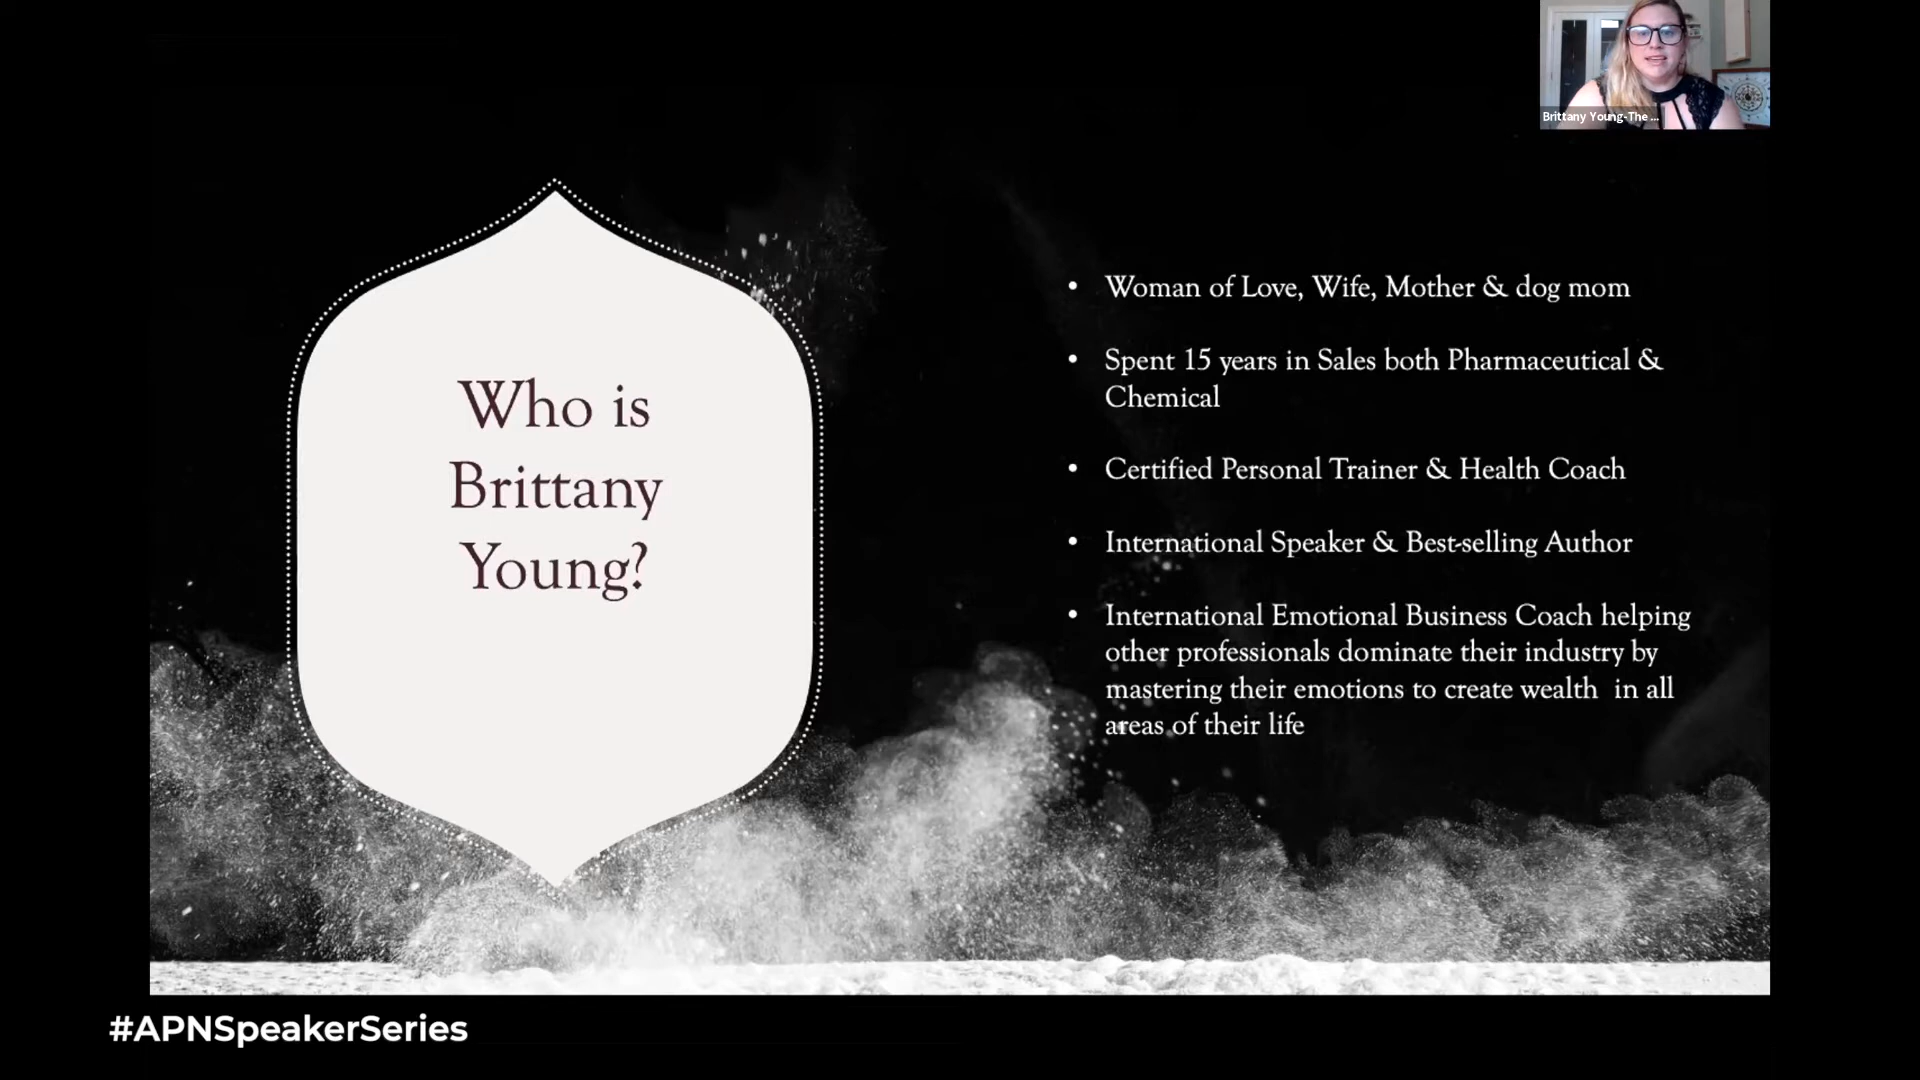 Brittany Young-The ...
Who is
Brittany
Young?
• Woman of Love, Wife, Mother & dog mom
• Spent 15 years in Sales both Pharmaceutical &
Chemical
• Certified Personal Trainer & Health Coach
• International Speaker & Best-selling Author
• International Emotional Business Coach helping
other professionals dominate their industry by
mastering their emotions to create wealth  in all
areas of their life
#APNSpeakerSeries